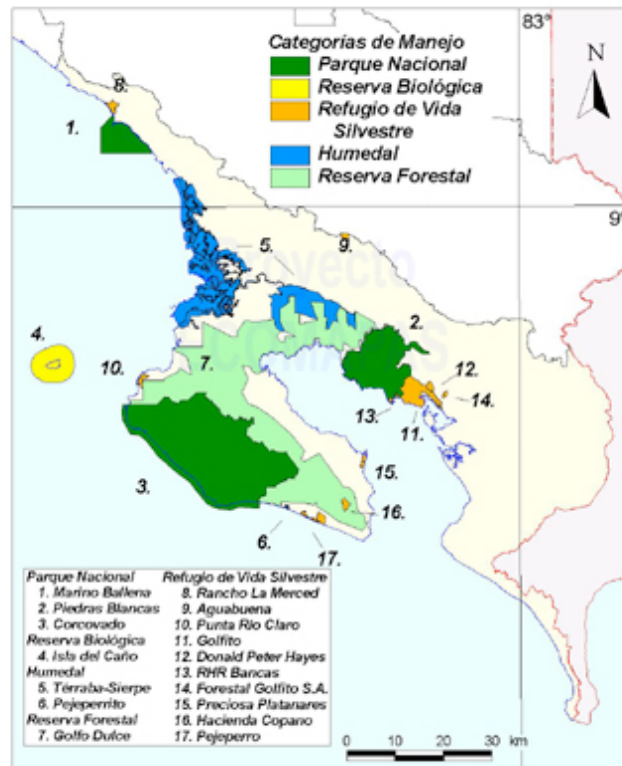 Categorías de Manejo
Parque Nacional
Reserva Biológica
Refugio de Vida
Silvestre
Humedal
Reserva Forestal
83°
N
9°
8.
1.
5.
9.
4.
2.
10.
7.
12.
14.
13.
11.
3.
15.
16.
6.
17.
Proyecto
Parque Nacional
1. Marino Ballena
2. Piedras Blancas
3. Corcovado
Reserva Biológica
4. Isla del Caño
Humedal
5. Térraba-Sierpe
6. Pejeperrito
Reserva Forestal
7. Golfo Dulce
Refugio de Vida Silvestre
8. Rancho La Merced
9. Aguabuena
10. Punta Río Claro
11. Golfito
12. Donald Peter Hayes
13. RHR Bancas
14. Forestal Golfito S.A.
15. Preciosa Platanares
16. Hacienda Copano
17. Pejeperro
0 10 20 30 km